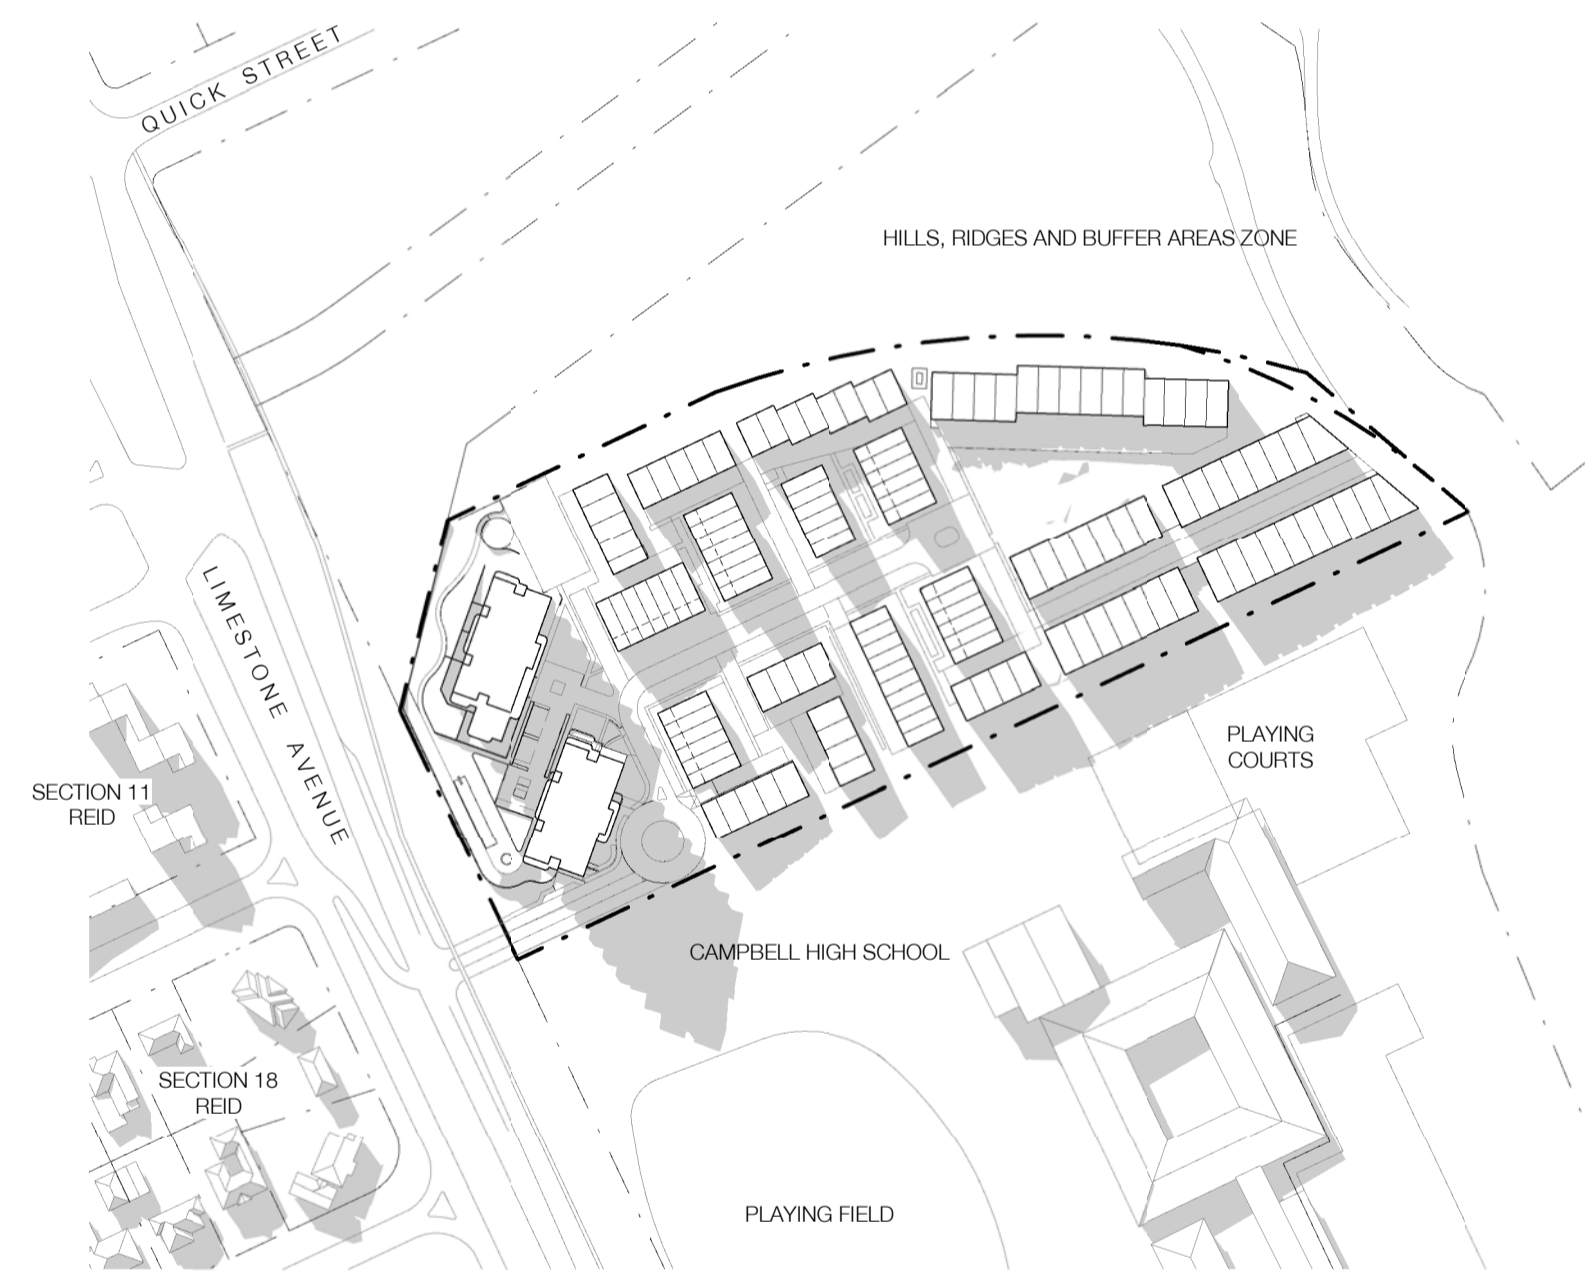 QUICK STREET
HILLS, RIDGES AND BUFFER AREAS ZONE
LIMESTONE AVENUE
PLAYING
COURTS
SECTION 11
REID
CAMPBELL HIGH SCHOOL
SECTION 18
REID
PLAYING FIELD